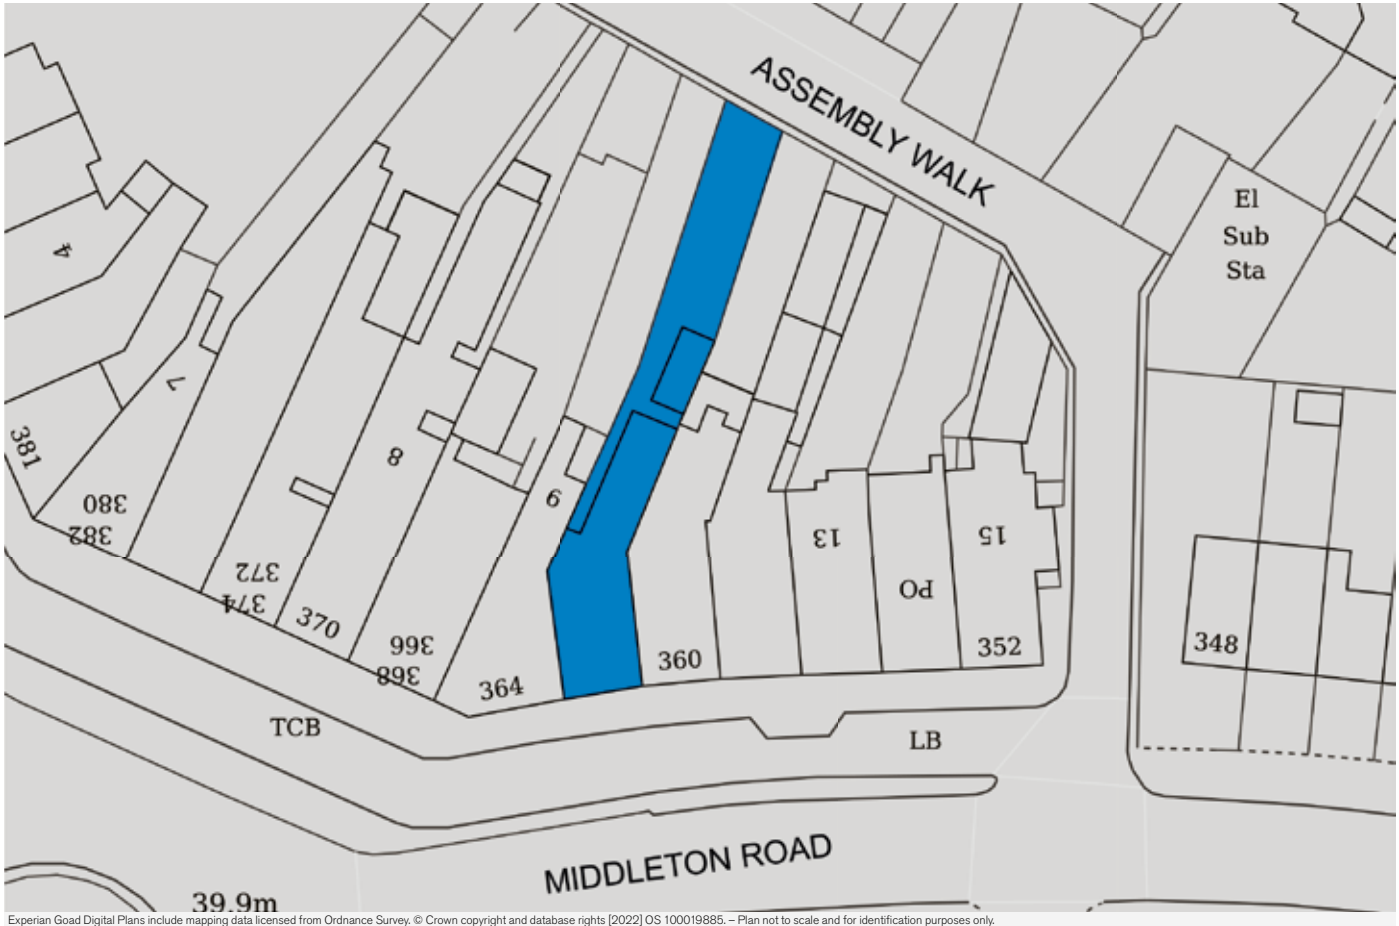 ASSEMBLY WALK
El
Sub
Sta
4
7
381
380
382
8
9
372
374
370
366
368
364
360
13
PO
15
352
348
TCB
LB
MIDDLETON ROAD
39.9m
Experian Goad Digital Plans include mapping data licensed from Ordnance Survey. © Crown copyright and database rights [2022] OS 100019885. – Plan not to scale and for identification purposes only.